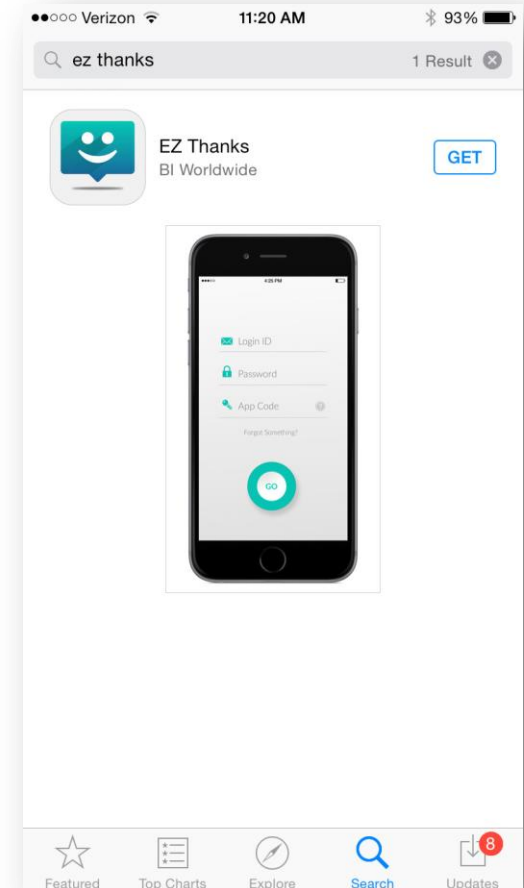 Verizon 11:20 AM 93%
ez thanks 1 Result
EZ Thanks
BI Worldwide
GET
4:26 PM
Login ID
Password
App Code ?
Forgot Something?
GO
8
Featured Top Charts Explore Search Updates